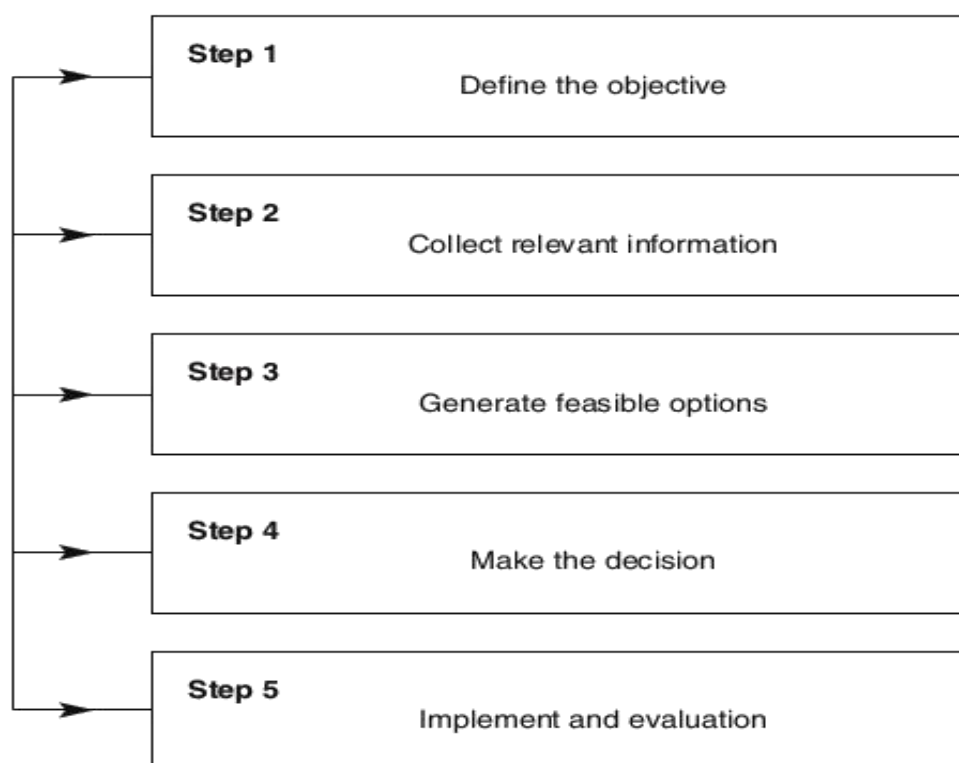 Step 1
Define the objective
Step 2
Collect relevant information
Step 3
Generate feasible options
Step 4
Make the decision
Step 5
Implement and evaluation